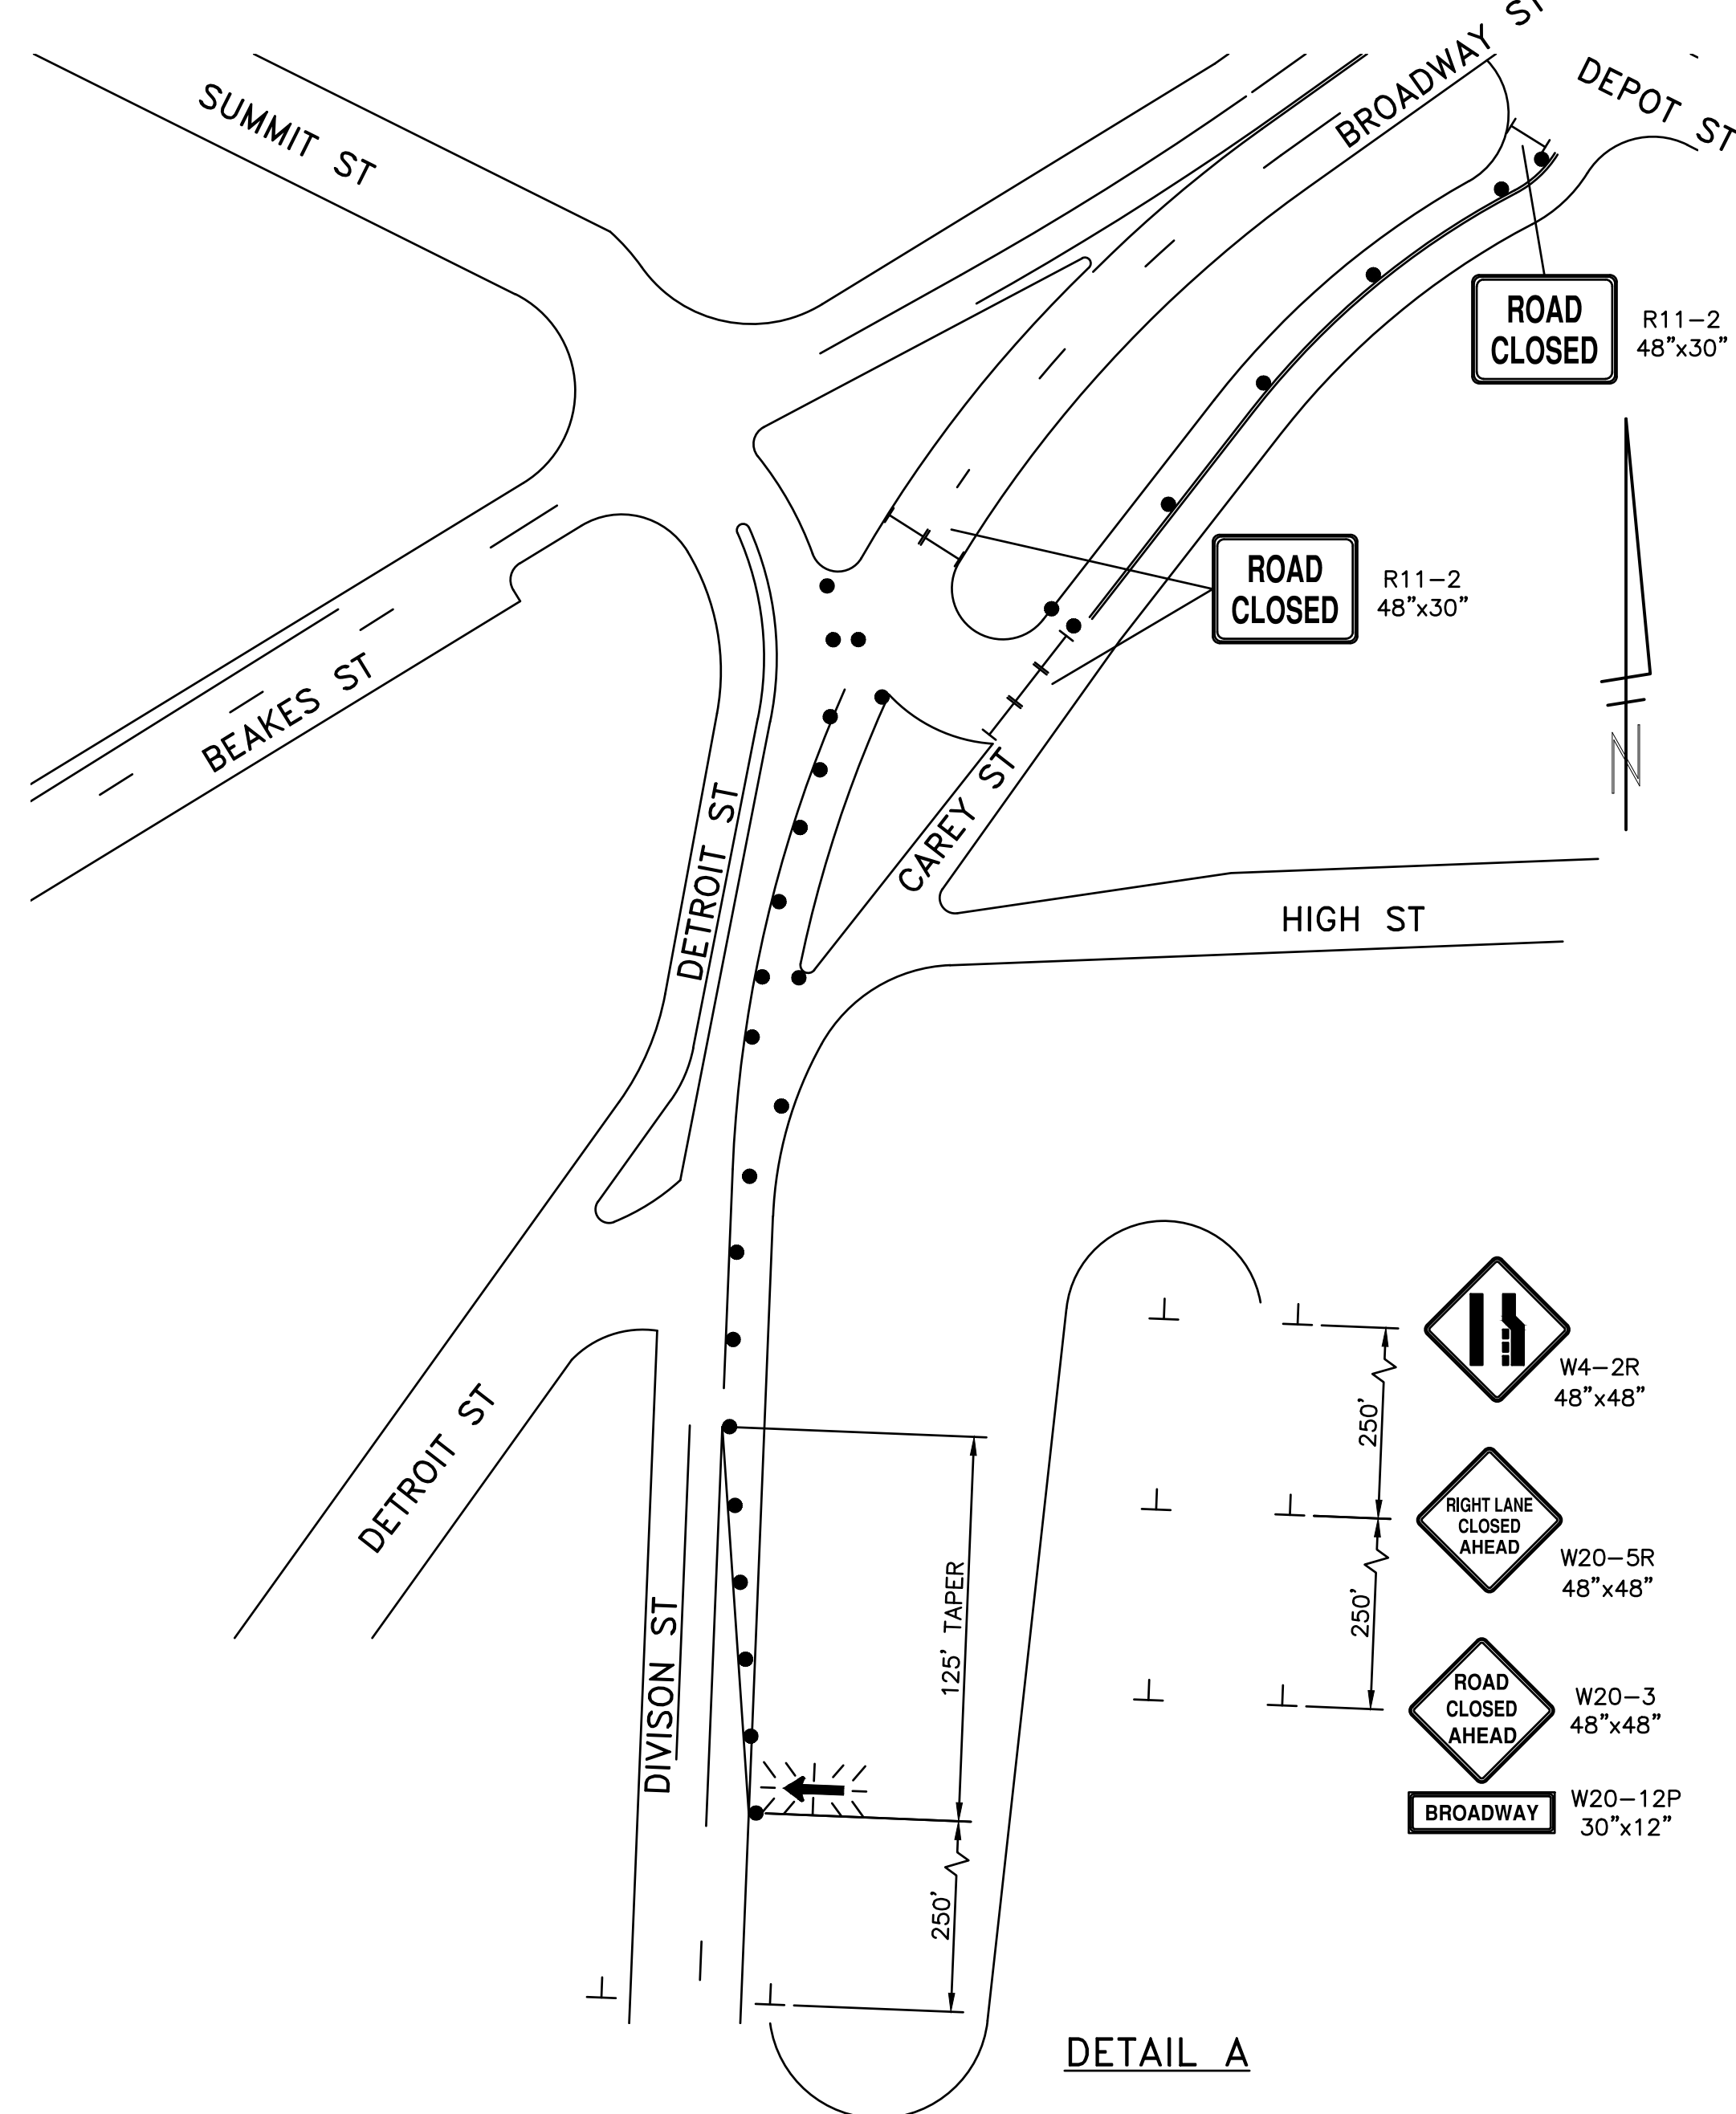 BROADWAY ST
DEPOT ST
SUMMIT ST
ROAD
CLOSED
R11-2
48"x30"
ROAD
CLOSED
R11-2
48"x30"
N
BEAKES ST
DETROIT ST
CAREY ST
HIGH ST
W4-2R
48"x48"
250'
DETROIT ST
RIGHT LANE
CLOSED
AHEAD
W20-5R
48"x48"
125' TAPER
250'
DIVISON ST
ROAD
CLOSED
AHEAD
W20-3
48"x48"
BROADWAY
W20-12P
30"x12"
250'
DETAIL A